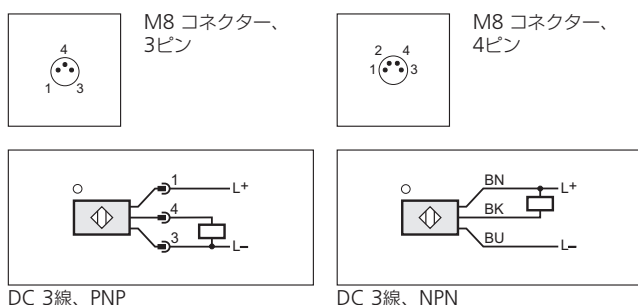 M8 コネクター、
3ピン
4
1 3
M8 コネクター、
4ピン
2 4
1 3
1 L+
4
3 L−
DC 3線、PNP
BN L+
BK
BU L−
DC 3線、NPN